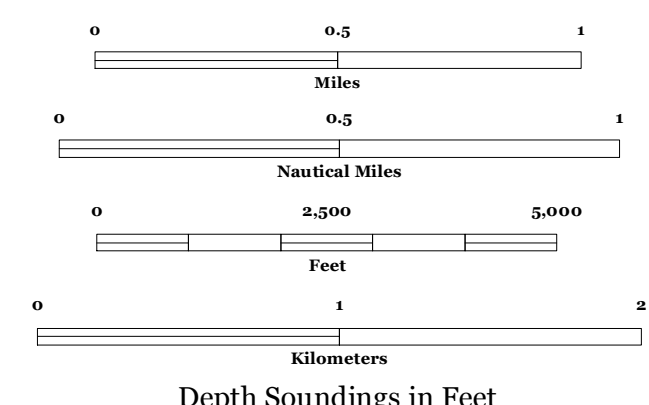 0 0.5 1
Miles
0 0.5 1
Nautical Miles
0 2,500 5,000
Feet
0 1 2
Kilometers
Depth Soundings in Feet